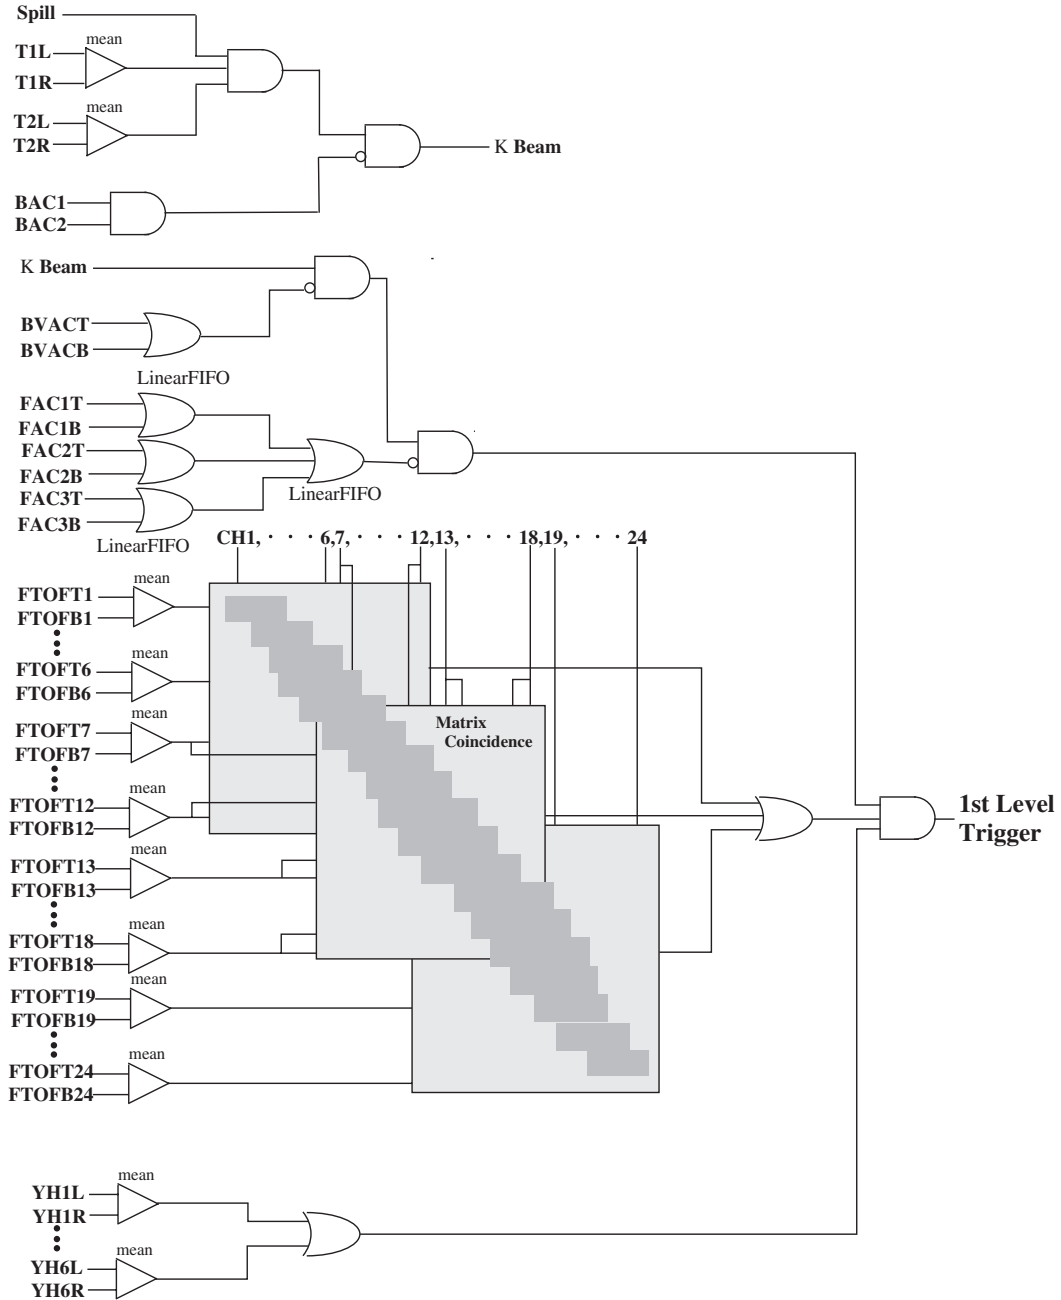 Spill
mean
T1L
T1R
mean
T2L
T2R
K Beam
BAC1
BAC2
K Beam
BVACT
BVACB
LinearFIFO
FAC1T
FAC1B
FAC2T
FAC2B
FAC3T
FAC3B
LinearFIFO
LinearFIFO
CH1, · · · 6,7, · · · 12,13, · · · 18,19, · · · 24
mean
FTOFT1
FTOFB1
mean
FTOFT6
FTOFB6
mean
FTOFT7
FTOFB7
Matrix
Coincidence
mean
FTOFT12
FTOFB12
1st Level
Trigger
mean
FTOFT13
FTOFB13
mean
FTOFT18
FTOFB18
mean
FTOFT19
FTOFB19
mean
FTOFT24
FTOFB24
mean
YH1L
YH1R
mean
YH6L
YH6R